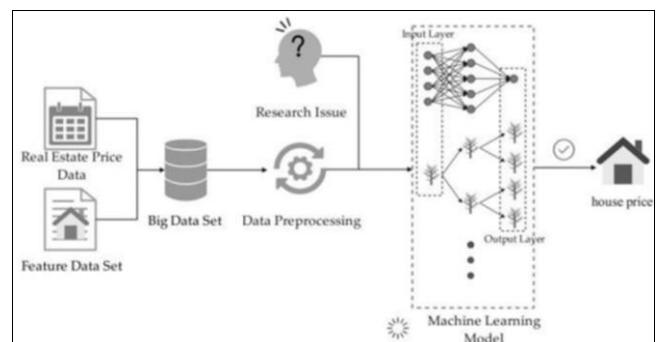 Input Layer
?
Research Issue
Real Estate Price
Data
Big Data Set
Data Preprocessing
Feature Data Set
house price
Output Layer
Machine Learning
Model